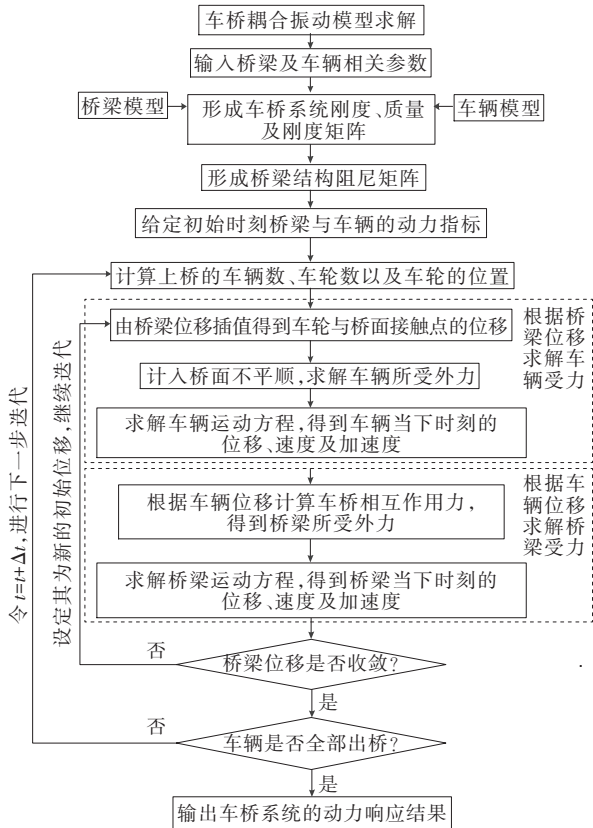 车桥耦合振动模型求解
输入桥梁及车辆相关参数
桥梁模型
形成车桥系统刚度、质量
及刚度矩阵
车辆模型
形成桥梁结构阻尼矩阵
给定初始时刻桥梁与车辆的动力指标
计算上桥的车辆数、车轮数以及车轮的位置
由桥梁位移插值得到车轮与桥面接触点的位移
计入桥面不平顺,求解车辆所受外力
求解车辆运动方程,得到车辆当下时刻的
位移、速度及加速度
根据桥
梁位移
求解车
辆受力
根据车辆位移计算车桥相互作用力,
得到桥梁所受外力
求解桥梁运动方程,得到桥梁当下时刻的
位移、速度及加速度
根据车
辆位移
求解桥
梁受力
令 t=t+Δt,进行下一步迭代
设定其为新的初始位移,继续迭代
否
桥梁位移是否收敛?
是
否
车辆是否全部出桥?
是
输出车桥系统的动力响应结果